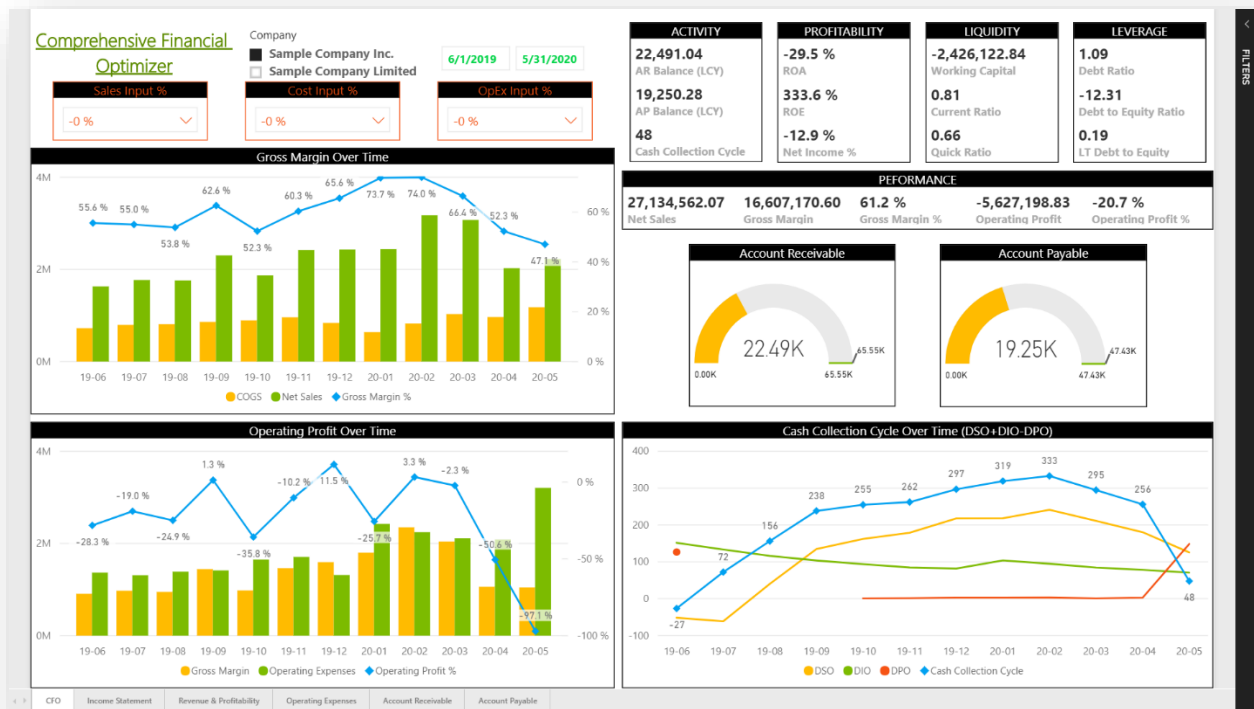 Comprehensive Financial
Optimizer
Company
Sample Company Inc.
Sample Company Limited
6/1/2019 5/31/2020
Sales Input % Cost Input % OpEx Input %
-0 % -0 % -0 %
ACTIVITY
22,491.04
AR Balance (LCY)
19,250.28
AP Balance (LCY)
48
Cash Collection Cycle
PROFITABILITY
-29.5 %
ROA
333.6 %
ROE
-12.9 %
Net Income %
LIQUIDITY
-2,426,122.84
Working Capital
0.81
Current Ratio
0.66
Quick Ratio
LEVERAGE
1.09
Debt Ratio
-12.31
Debt to Equity Ratio
0.19
LT Debt to Equity
FILTERS
PEFORMANCE
27,134,562.07 16,607,170.60 61.2 % -5,627,198.83 -20.7 %
Net Sales Gross Margin Gross Margin % Operating Profit Operating Profit %
Gross Margin Over Time
4M
2M
0M
60 %
40 %
20 %
0 %
55.6 % 55.0 % 53.8 % 62.6 % 52.3 % 60.3 % 65.6 % 73.7 % 74.0 % 66.4 % 52.3 % 47.1 %
19-06 19-07 19-08 19-09 19-10 19-11 19-12 20-01 20-02 20-03 20-04 20-05
COGS Net Sales Gross Margin %
Account Receivable
22.49K
0.00K
65.55K
65.55K
Account Payable
19.25K
0.00K
47.43K
47.43K
Operating Profit Over Time
4M
2M
0M
0 %
-50 %
-100 %
-28.3 % -19.0 % -24.9 % 1.3 % -35.8 % -10.2 % 11.5 % -25.7 % 3.3 % -2.3 % -50.6 % -97.1 %
19-06 19-07 19-08 19-09 19-10 19-11 19-12 20-01 20-02 20-03 20-04 20-05
Gross Margin Operating Expenses Operating Profit %
Cash Collection Cycle Over Time (DSO+DIO-DPO)
400
300
200
100
0
-100
-27 72 156 238 255 262 297 319 333 295 256 48
19-06 19-07 19-08 19-09 19-10 19-11 19-12 20-01 20-02 20-03 20-04 20-05
DSO DIO DPO Cash Collection Cycle
CFO Income Statement Revenue & Profitability Operating Expenses Account Receivable Account Payable